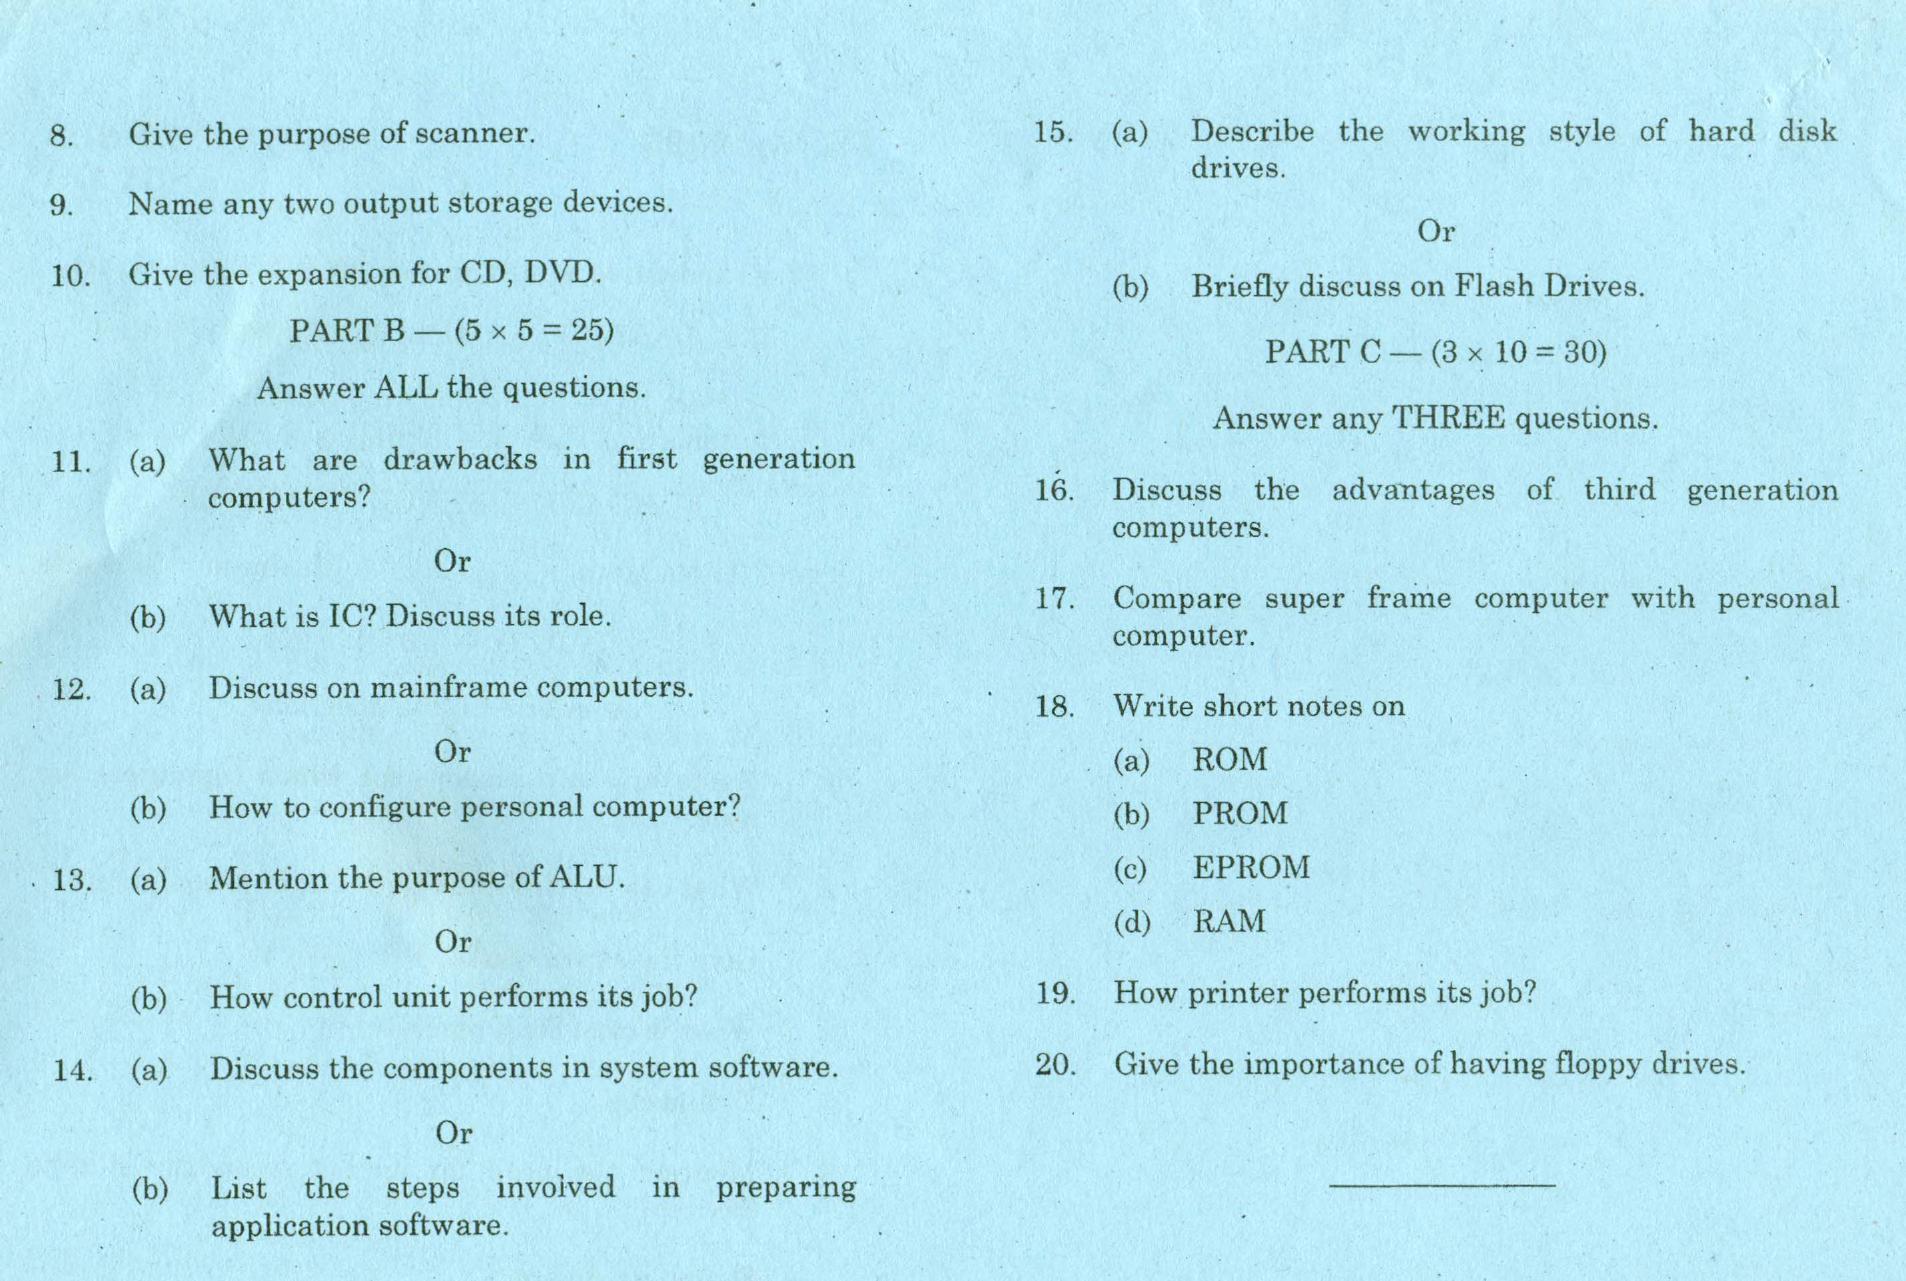 8. Give the purpose of scanner.
9. Name any two output storage devices.
10. Give the expansion for CD, DVD.
PART B — (5 × 5 = 25)
Answer ALL the questions.
11. (a) What are drawbacks in first generation
computers?
Or
(b) What is IC? Discuss its role.
12. (a) Discuss on mainframe computers.
Or
(b) How to configure personal computer?
13. (a) Mention the purpose of ALU.
Or
(b) How control unit performs its job?
14. (a) Discuss the components in system software.
Or
(b) List the steps involved in preparing
application software.
15. (a) Describe the working style of hard disk
drives.
Or
(b) Briefly discuss on Flash Drives.
PART C — (3 × 10 = 30)
Answer any THREE questions.
16. Discuss the advantages of third generation
computers.
17. Compare super frame computer with personal
computer.
18. Write short notes on
(a) ROM
(b) PROM
(c) EPROM
(d) RAM
19. How printer performs its job?
20. Give the importance of having floppy drives.